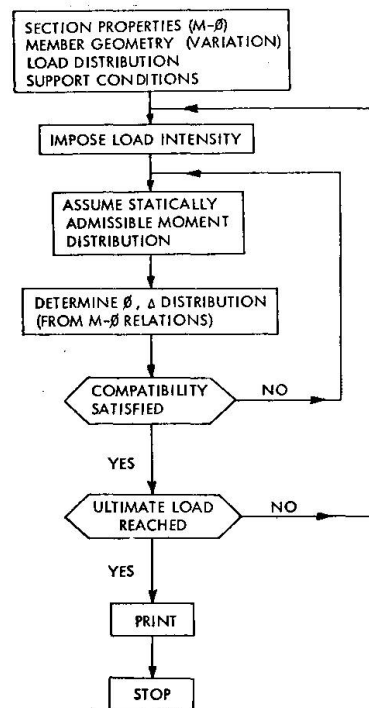 SECTION PROPERTIES (M-Ø)
MEMBER GEOMETRY (VARIATION)
LOAD DISTRIBUTION
SUPPORT CONDITIONS
IMPOSE LOAD INTENSITY
ASSUME STATICALLY
ADMISSIBLE MOMENT
DISTRIBUTION
DETERMINE Ø, Δ DISTRIBUTION
(FROM M-Ø RELATIONS)
COMPATIBILITY
SATISFIED
NO
YES
ULTIMATE LOAD
REACHED
NO
YES
PRINT
STOP